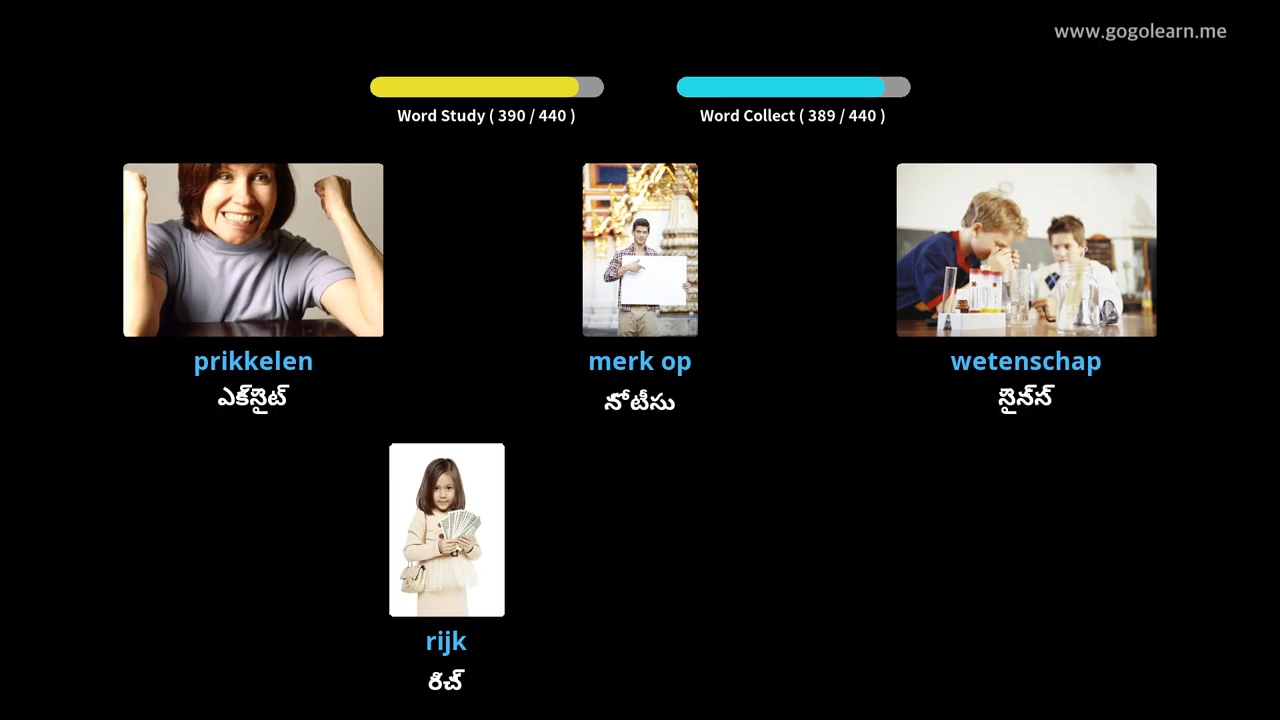 www.gogolearn.me
Word Study ( 390 / 440 )
Word Collect ( 389 / 440 )
prikkelen
merk op
wetenschap
ఎక్సైట్
నోటీసు
సైన్స్
rijk
రిచ్